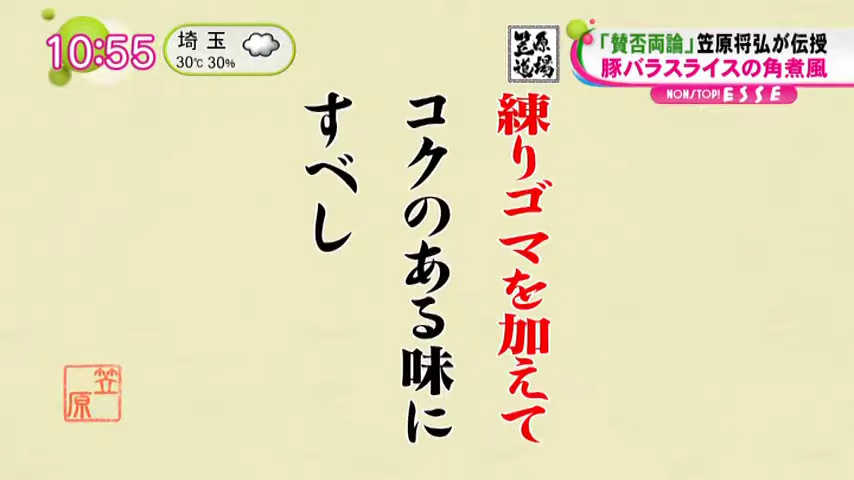 10:55
埼玉
30℃ 30%
笠原道場
「賛否両論」笠原将弘が伝授
豚バラスライスの角煮風
NONSTOP! ESSE
練りゴマを加えて
コクのある味に
すべし
笠原